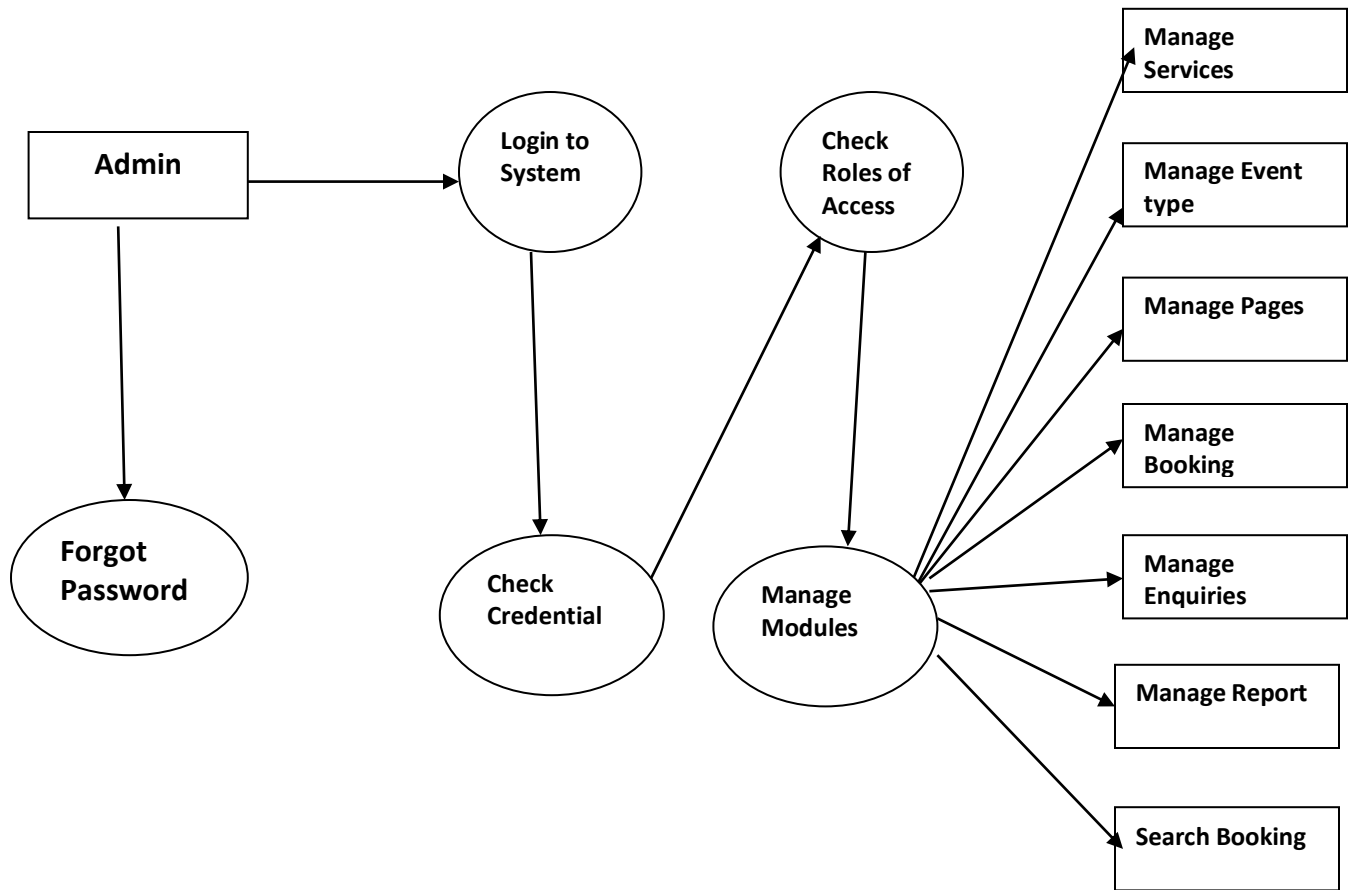 Admin
Forgot
Password
Login to
System
Check
Credential
Check
Roles of
Access
Manage
Modules
Manage
Services
Manage Event
type
Manage Pages
Manage
Booking
Manage
Enquiries
Manage Report
Search Booking